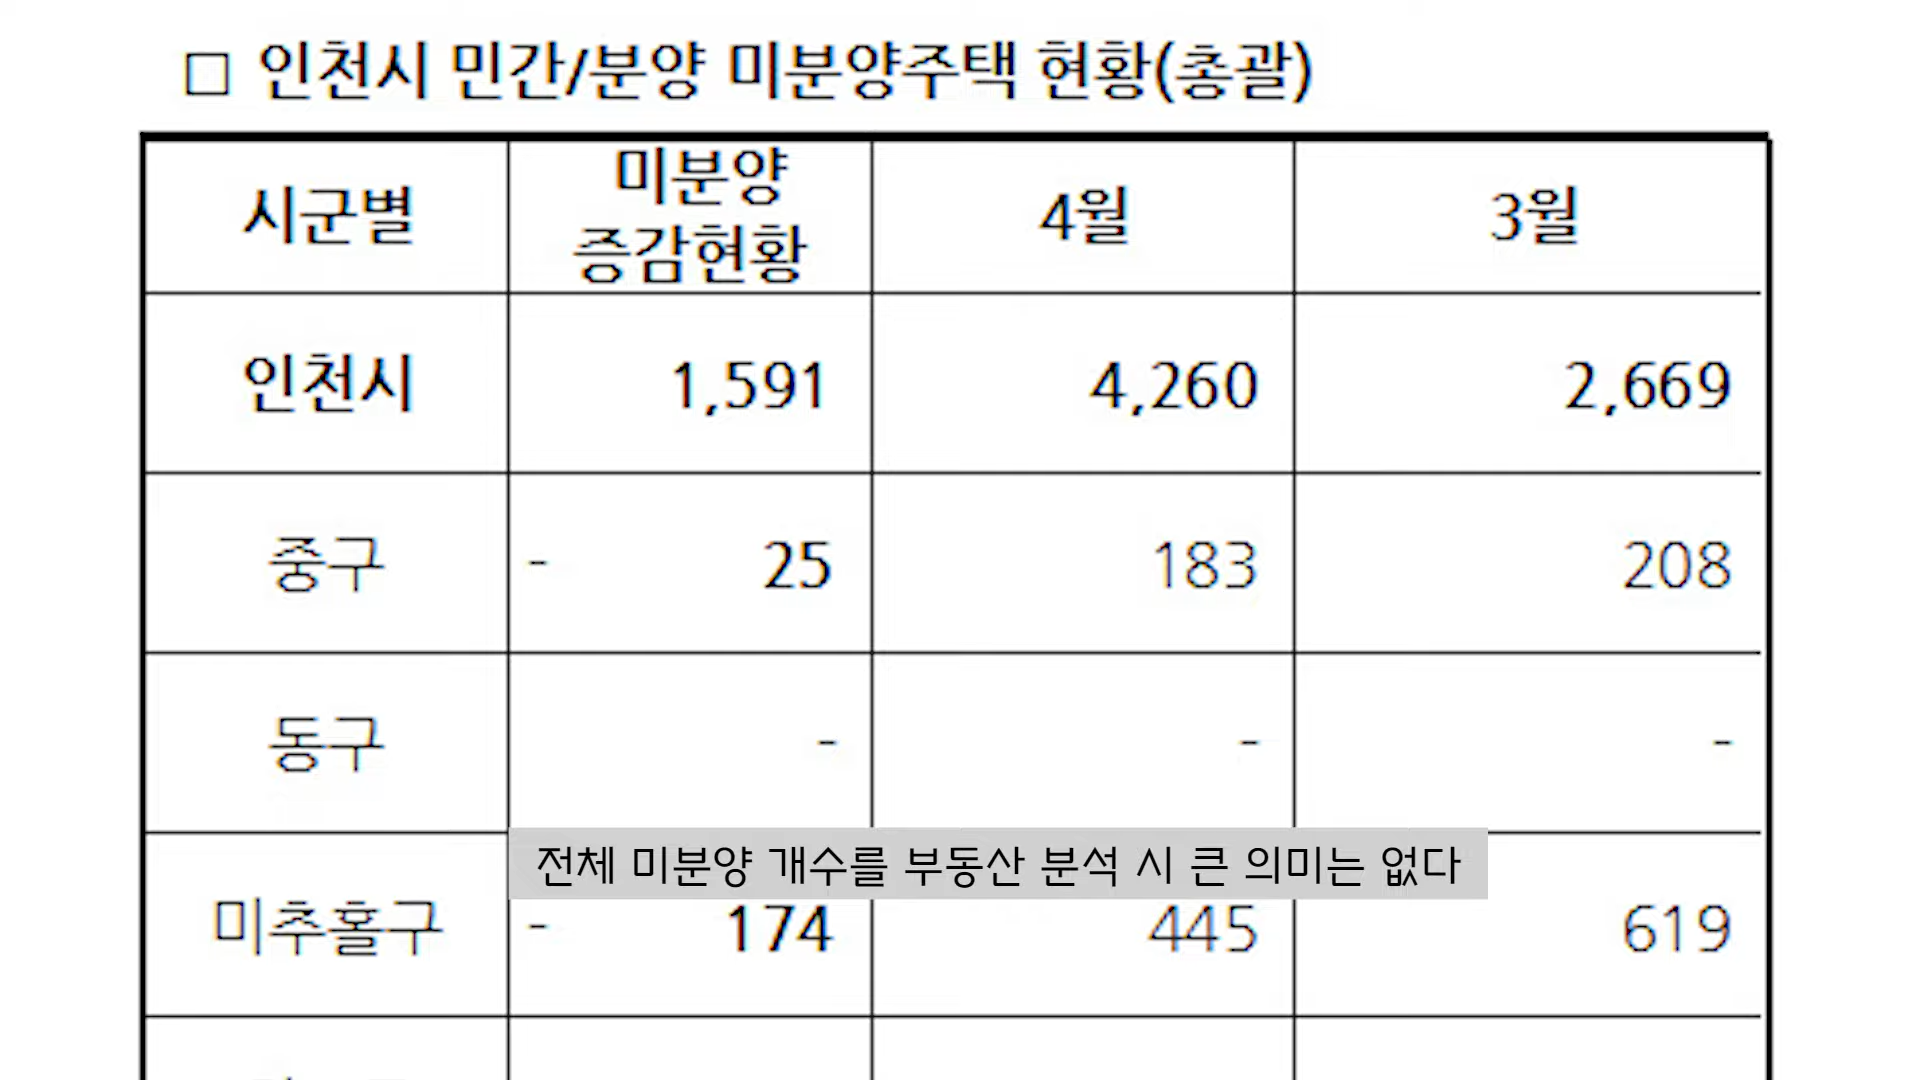 □ 인천시 민간/분양 미분양주택 현황(총괄)
시군별 미분양 증감현황 4월 3월
인천시 1,591 4,260 2,669
중구 - 25 183 208
동구 - - -
전체 미분양 개수를 부동산 분석 시 큰 의미는 없다
미추홀구 - 174 445 619